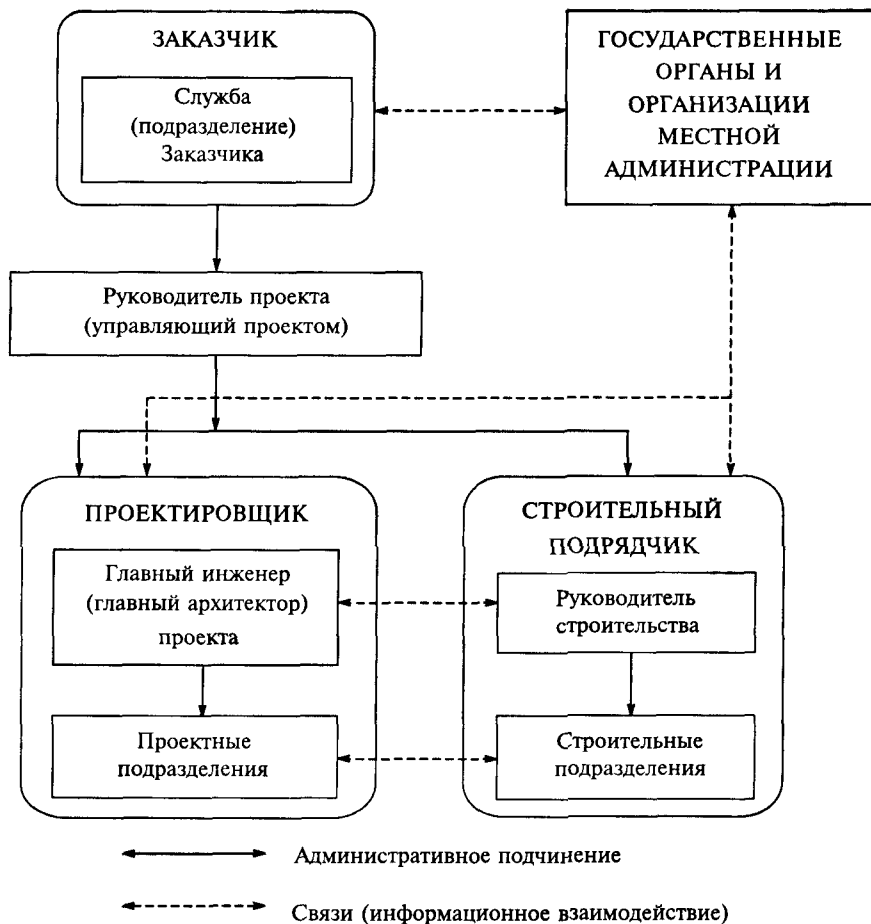 ЗАКАЗЧИК
Служба
(подразделение)
Заказчика
ГОСУДАРСТВЕННЫЕ
ОРГАНЫ И
ОРГАНИЗАЦИИ
МЕСТНОЙ
АДМИНИСТРАЦИИ
Руководитель проекта
(управляющий проектом)
ПРОЕКТИРОВЩИК
Главный инженер
(главный архитектор)
проекта
Проектные
подразделения
СТРОИТЕЛЬНЫЙ
ПОДРЯДЧИК
Руководитель
строительства
Строительные
подразделения
Административное подчинение
Связи (информационное взаимодействие)